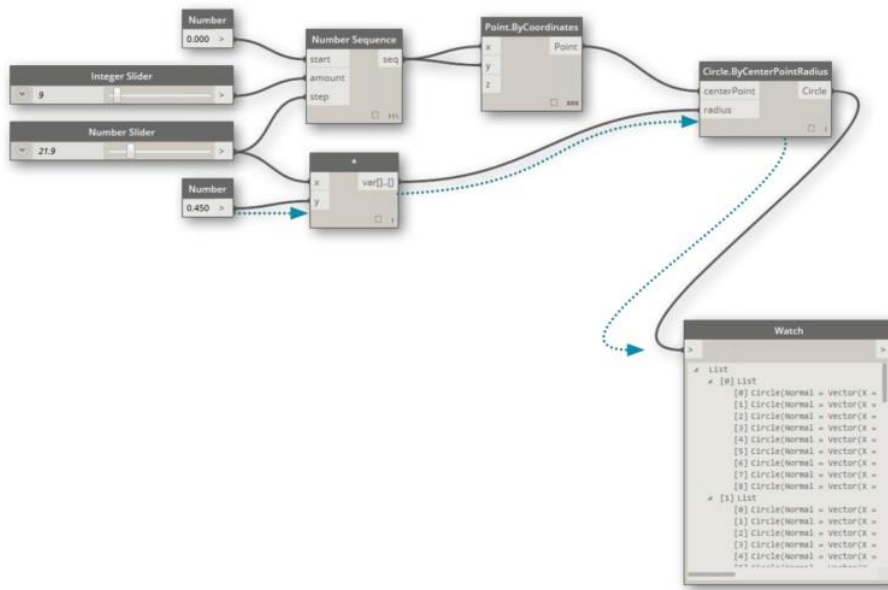 Number
0.000 >
Integer Slider
9 >
Number Slider
21.9 >
Number
0.450 >
Number Sequence
start seq
amount
step
*
x var[]..[]
y
Point.ByCoordinates
x Point
y
z
Circle.ByCenterPointRadius
centerPoint Circle
radius
Watch
> >
List
[0] List
[0] Circle(Normal = Vector(X =
[1] Circle(Normal = Vector(X =
[2] Circle(Normal = Vector(X =
[3] Circle(Normal = Vector(X =
[4] Circle(Normal = Vector(X =
[5] Circle(Normal = Vector(X =
[6] Circle(Normal = Vector(X =
[7] Circle(Normal = Vector(X =
[8] Circle(Normal = Vector(X =
[1] List
[0] Circle(Normal = Vector(X =
[1] Circle(Normal = Vector(X =
[2] Circle(Normal = Vector(X =
[3] Circle(Normal = Vector(X =
[4] Circle(Normal = Vector(X =